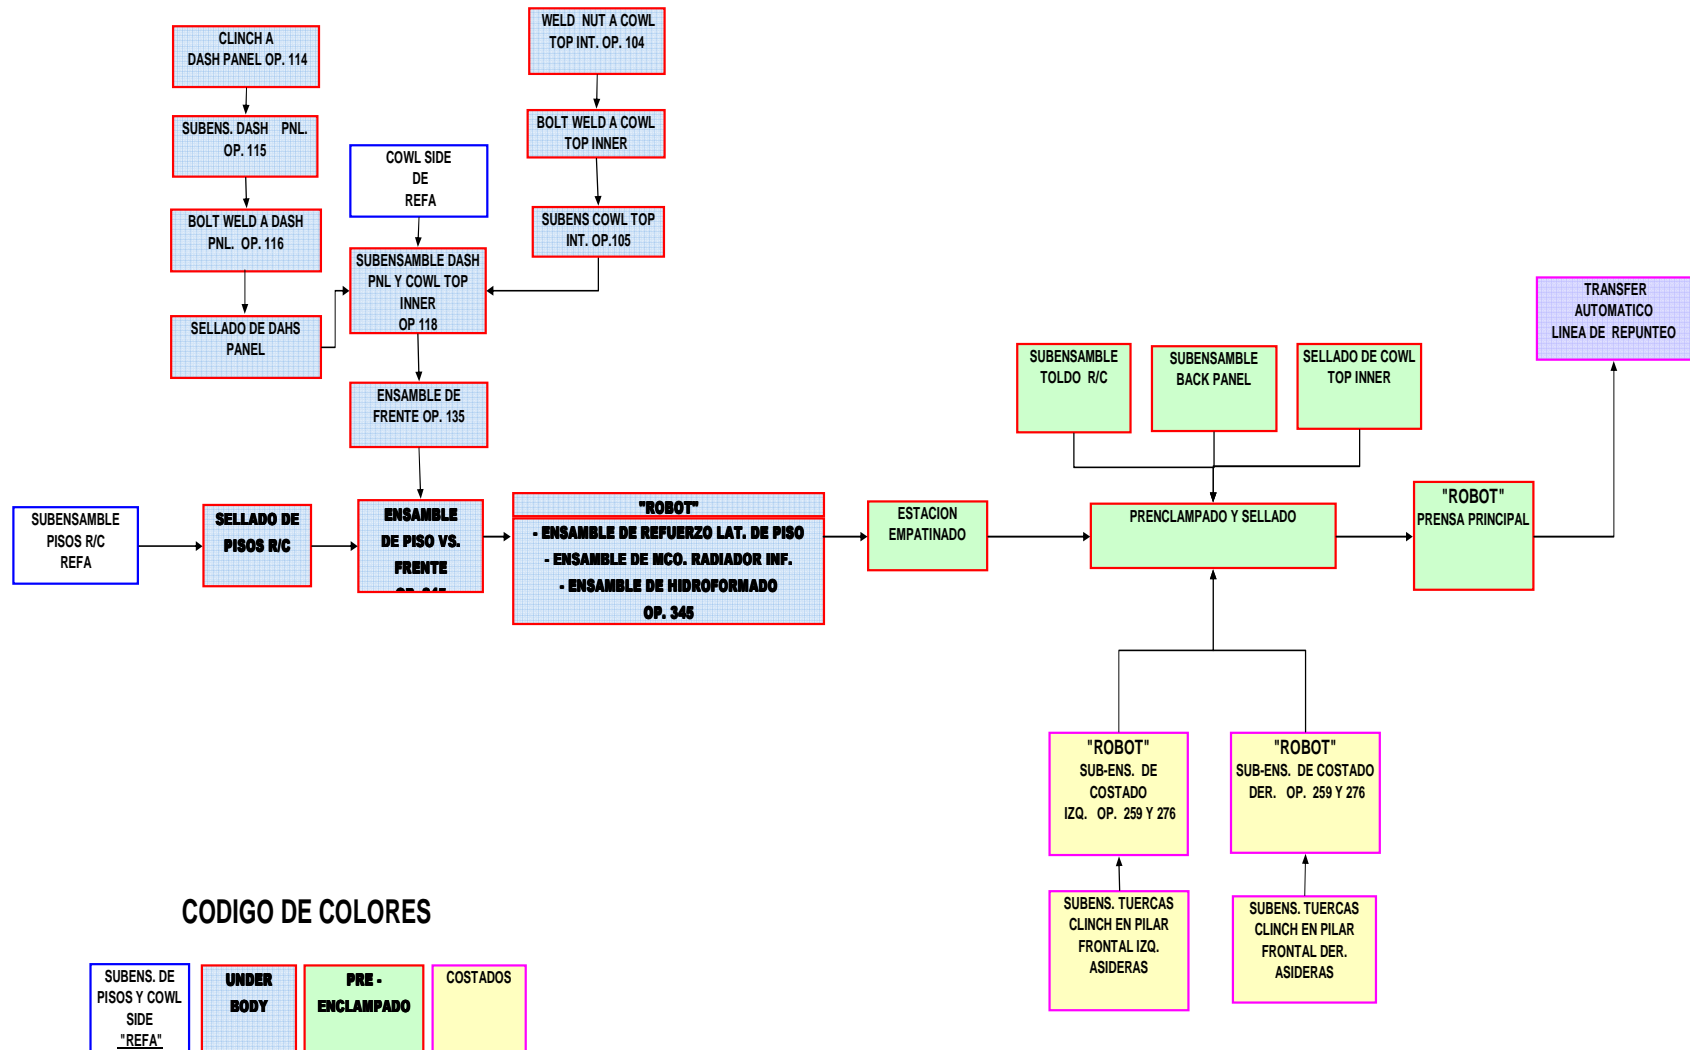 CLINCH A
DASH PANEL OP. 114
WELD NUT A COWL
TOP INT. OP. 104
SUBENS. DASH PNL.
OP. 115
BOLT WELD A COWL
TOP INNER
COWL SIDE
DE
REFA
BOLT WELD A DASH
PNL. OP. 116
SUBENS COWL TOP
INT. OP.105
SUBENSAMBLE DASH
PNL Y COWL TOP
INNER
OP 118
SELLADO DE DAHS
PANEL
ENSAMBLE DE
FRENTE OP. 135
TRANSFER
AUTOMATICO
LINEA DE REPUNTEO
SUBENSAMBLE
TOLDO R/C
SUBENSAMBLE
BACK PANEL
SELLADO DE COWL
TOP INNER
SUBENSAMBLE
PISOS R/C
REFA
SELLADO DE
PISOS R/C
ENSAMBLE
DE PISO VS.
FRENTE
"ROBOT"
- ENSAMBLE DE REFUERZO LAT. DE PISO
- ENSAMBLE DE MCO. RADIADOR INF.
- ENSAMBLE DE HIDROFORMADO
OP. 345
ESTACION
EMPATINADO
PRENCLAMPADO Y SELLADO
"ROBOT"
PRENSA PRINCIPAL
"ROBOT"
SUB-ENS. DE
COSTADO
IZQ. OP. 259 Y 276
"ROBOT"
SUB-ENS. DE COSTADO
DER. OP. 259 Y 276
SUBENS. TUERCAS
CLINCH EN PILAR
FRONTAL IZQ.
ASIDERAS
SUBENS. TUERCAS
CLINCH EN PILAR
FRONTAL DER.
ASIDERAS
CODIGO DE COLORES
SUBENS. DE
PISOS Y COWL
SIDE
"REFA"
UNDER
BODY
PRE -
ENCLAMPADO
COSTADOS